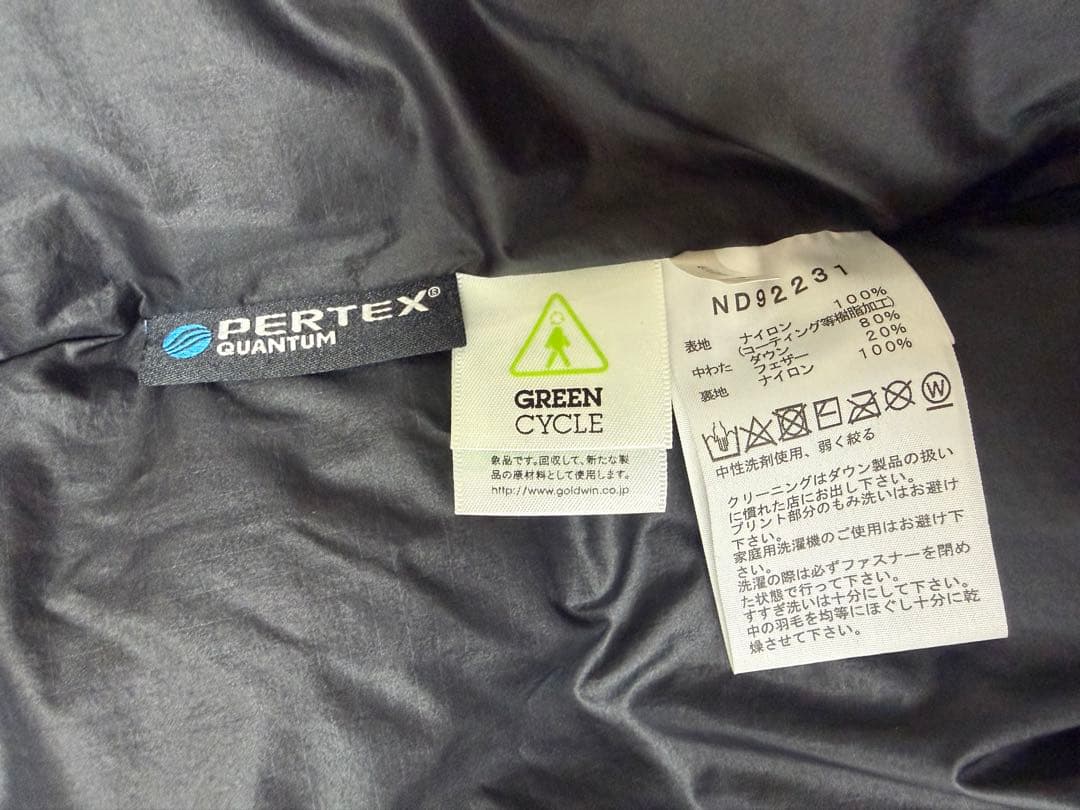 PERTEX®
QUANTUM
GREEN
CYCLE
象品です。回収して、新たな製
品の原材料として使用します。
http://www.goldwin.co.jp
ND92231
表地 ナイロン 100%
(コーティング等樹脂加工)
中わた ダウン 80%
フェザー 20%
裏地 ナイロン 100%
W
中性洗剤使用、弱く絞る
クリーニングはダウン製品の扱い
に慣れた店にお出し下さい。
プリント部分のもみ洗いはお避け
下さい。
家庭用洗濯機のご使用はお避け下
さい。
洗濯の際は必ずファスナーを閉め
た状態で行って下さい。
すすぎ洗いは十分にして下さい。
中の羽毛を均等にほぐし十分に乾
燥させて下さい。